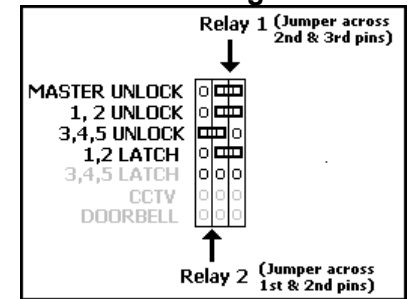 Relay 1 (Jumper across
2nd & 3rd pins)
MASTER UNLOCK
1, 2 UNLOCK
3,4,5 UNLOCK
1,2 LATCH
3,4,5 LATCH
CCTV
DOORBELL
Relay 2 (Jumper across
1st & 2nd pins)